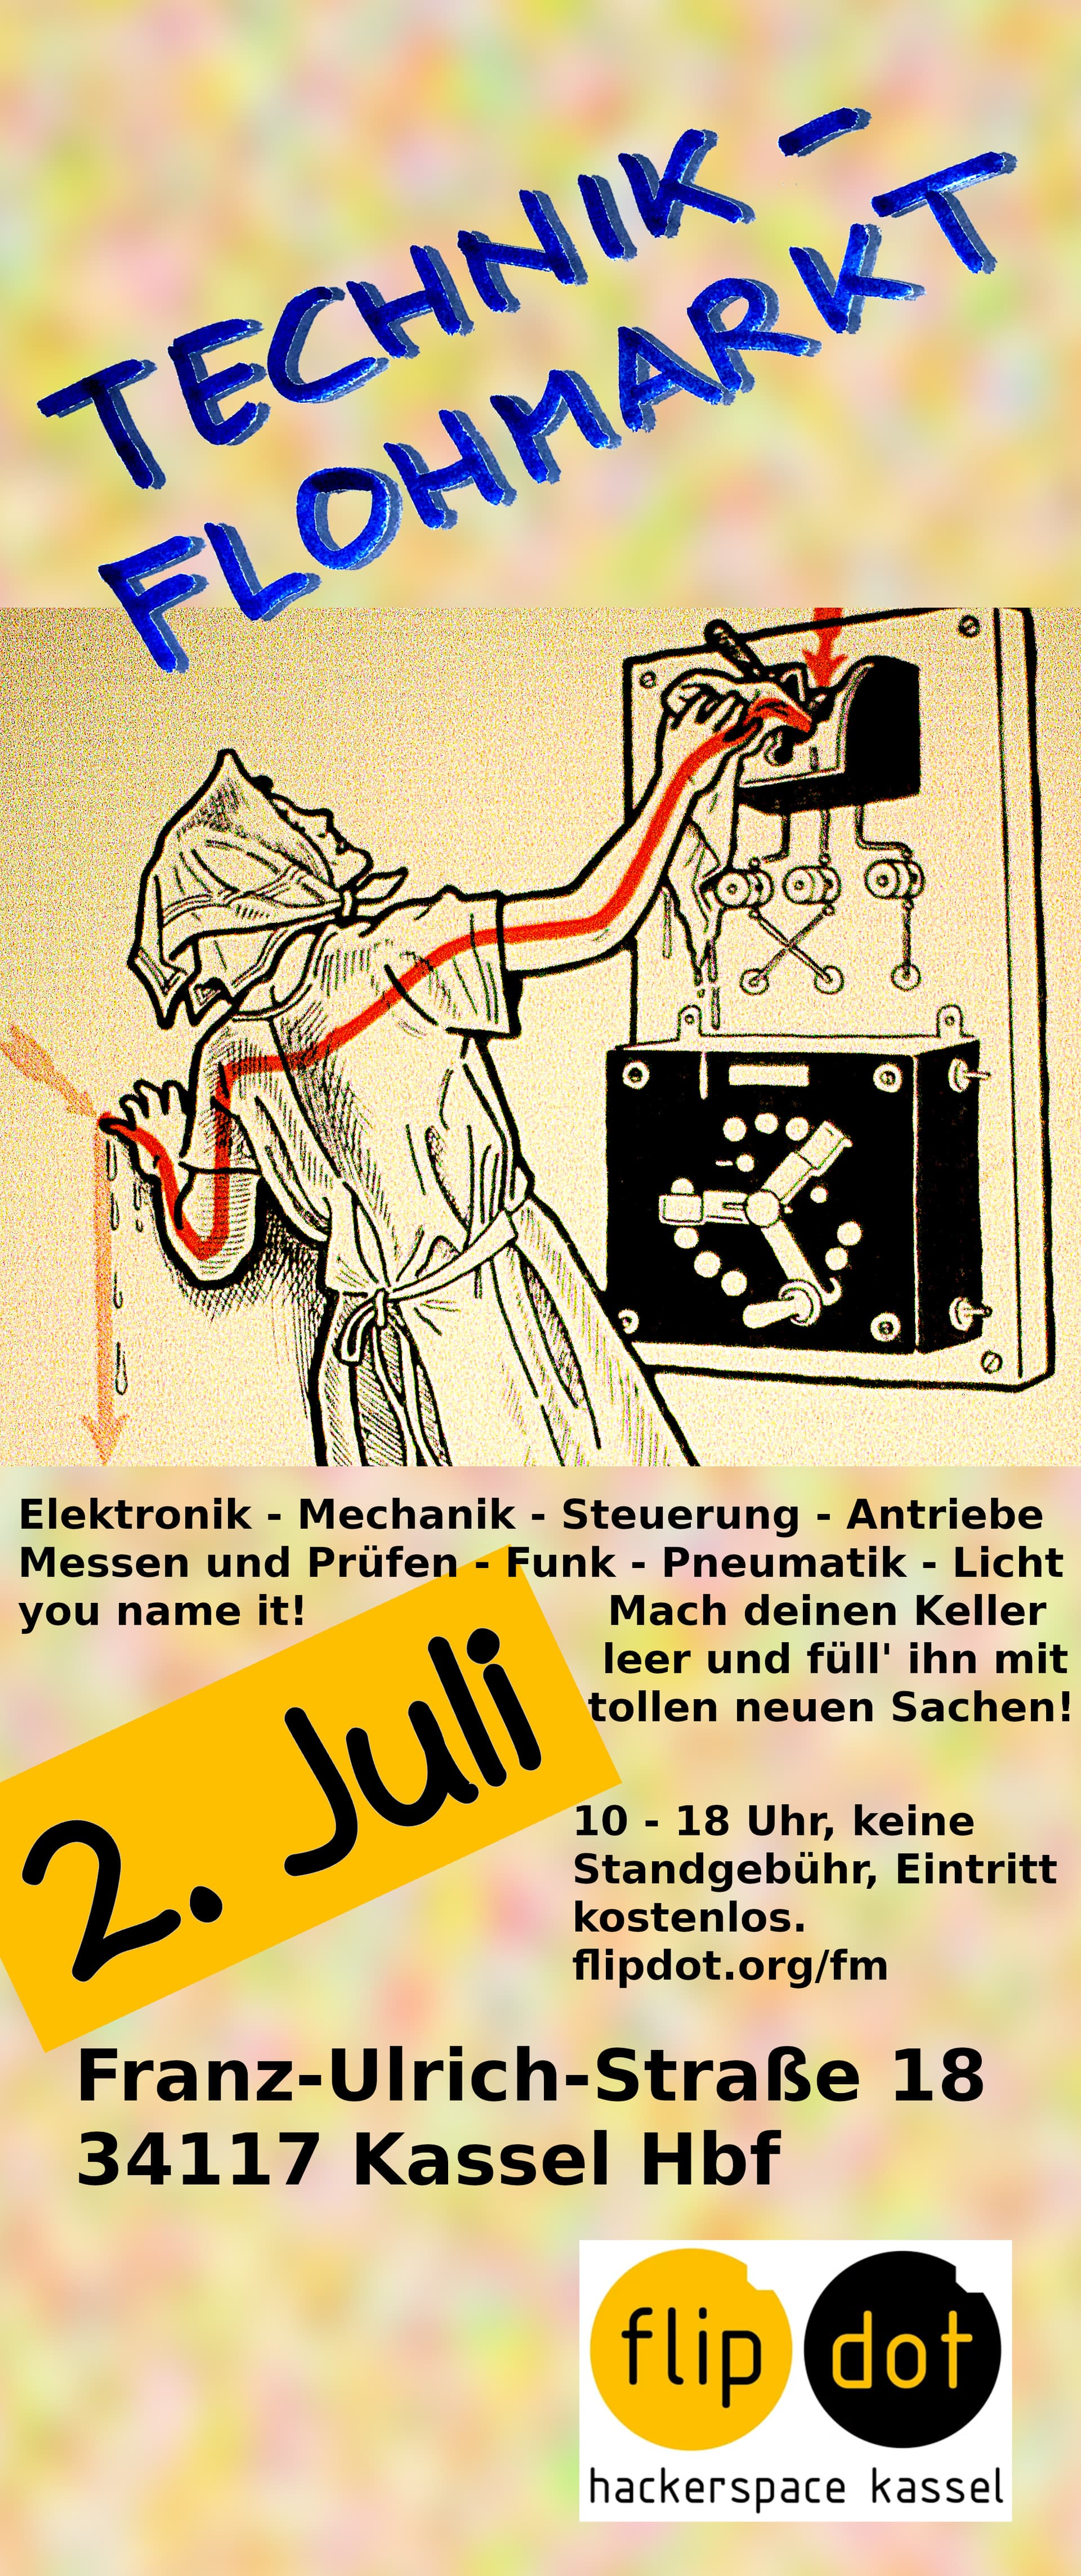 TECHNIK -
FLOHMARKT
Elektronik - Mechanik - Steuerung - Antriebe
Messen und Prüfen - Funk - Pneumatik - Licht
you name it!
Mach deinen Keller
leer und füll' ihn mit
tollen neuen Sachen!
2. Juli
10 - 18 Uhr, keine
Standgebühr, Eintritt
kostenlos.
flipdot.org/fm
Franz-Ulrich-Straße 18
34117 Kassel Hbf
flip dot
hackerspace kassel